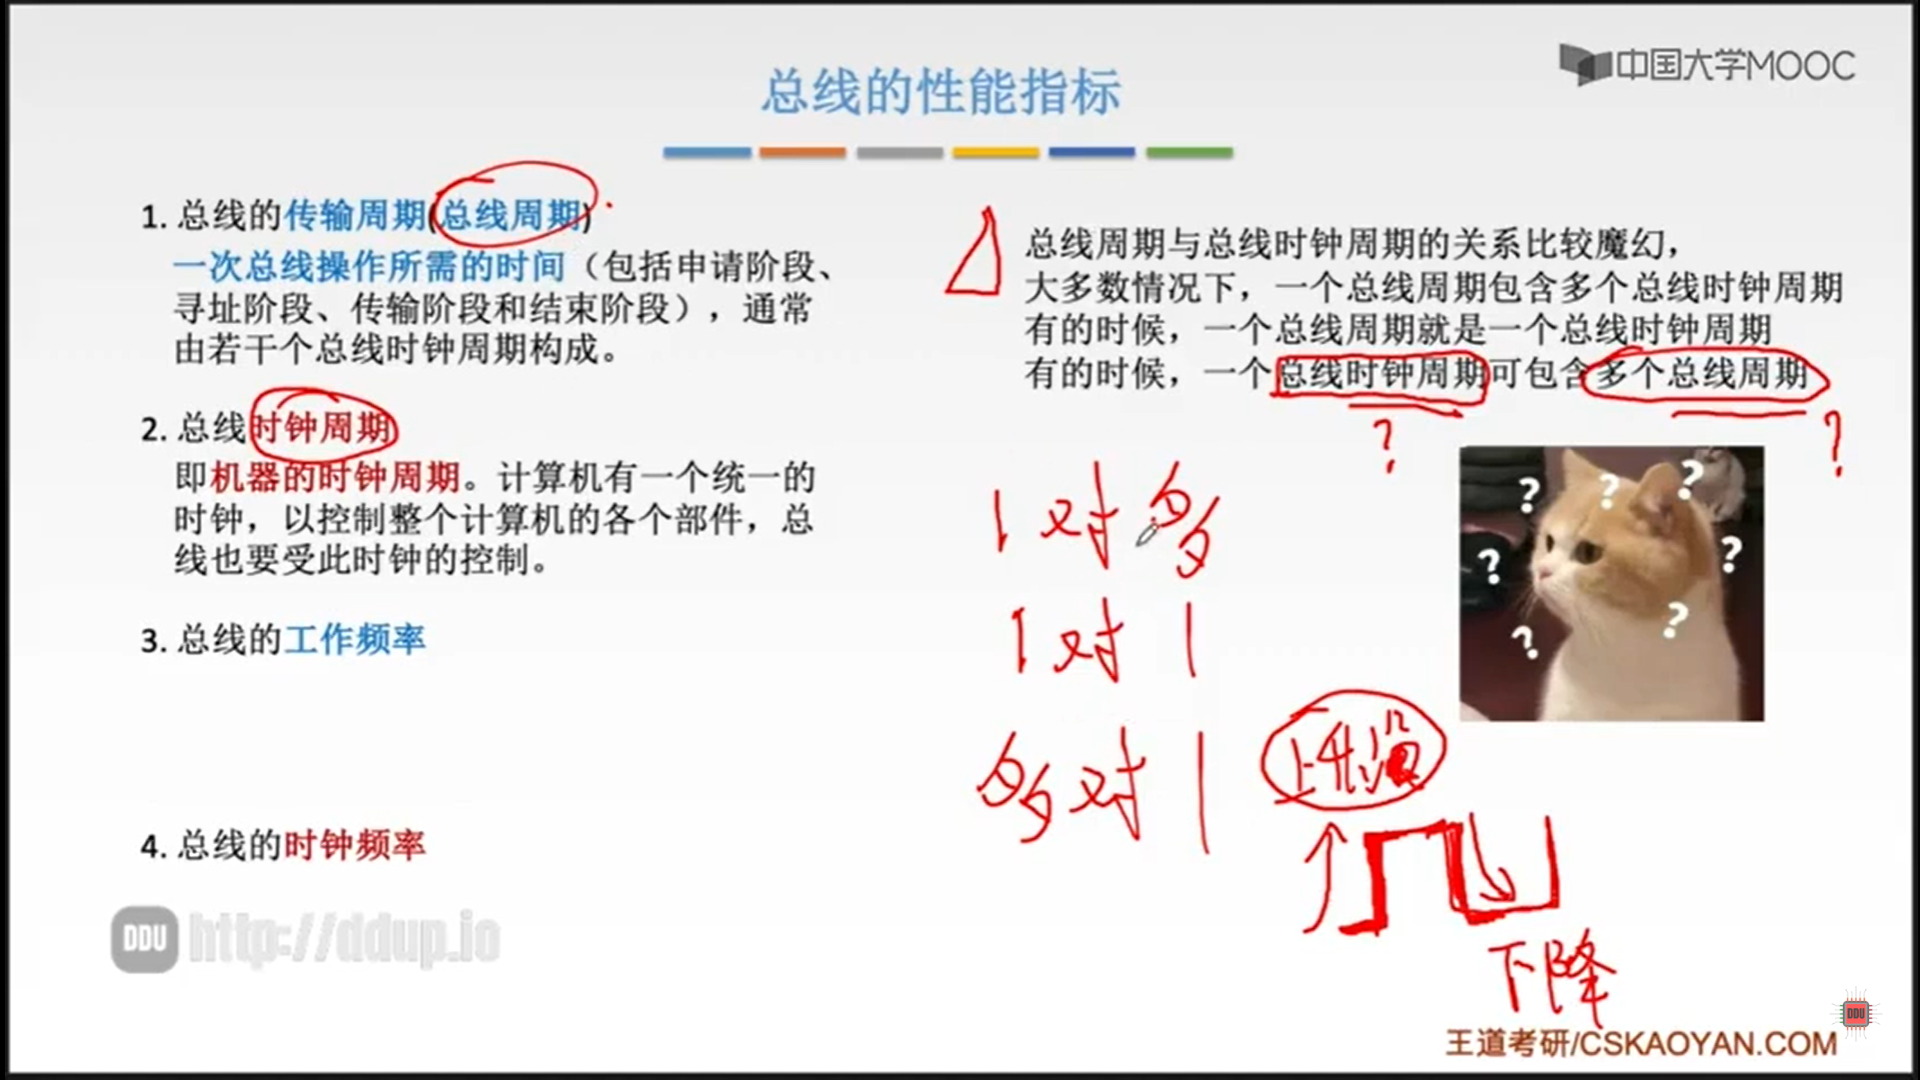 中国大学MOOC
总线的性能指标
1. 总线的传输周期(总线周期)
一次总线操作所需的时间（包括申请阶段、
寻址阶段、传输阶段和结束阶段），通常
由若干个总线时钟周期构成。
2. 总线时钟周期
即机器的时钟周期。计算机有一个统一的
时钟，以控制整个计算机的各个部件，总
线也要受此时钟的控制。
3. 总线的工作频率
4. 总线的时钟频率
总线周期与总线时钟周期的关系比较魔幻，
大多数情况下，一个总线周期包含多个总线时钟周期
有的时候，一个总线周期就是一个总线时钟周期
有的时候，一个总线时钟周期可包含多个总线周期
? ?
? ? ? ? ? ? ?
1对多
1对1
多对1
上升沿
下降
DDU http://ddup.io
DDU
王道考研/CSKAOYAN.COM